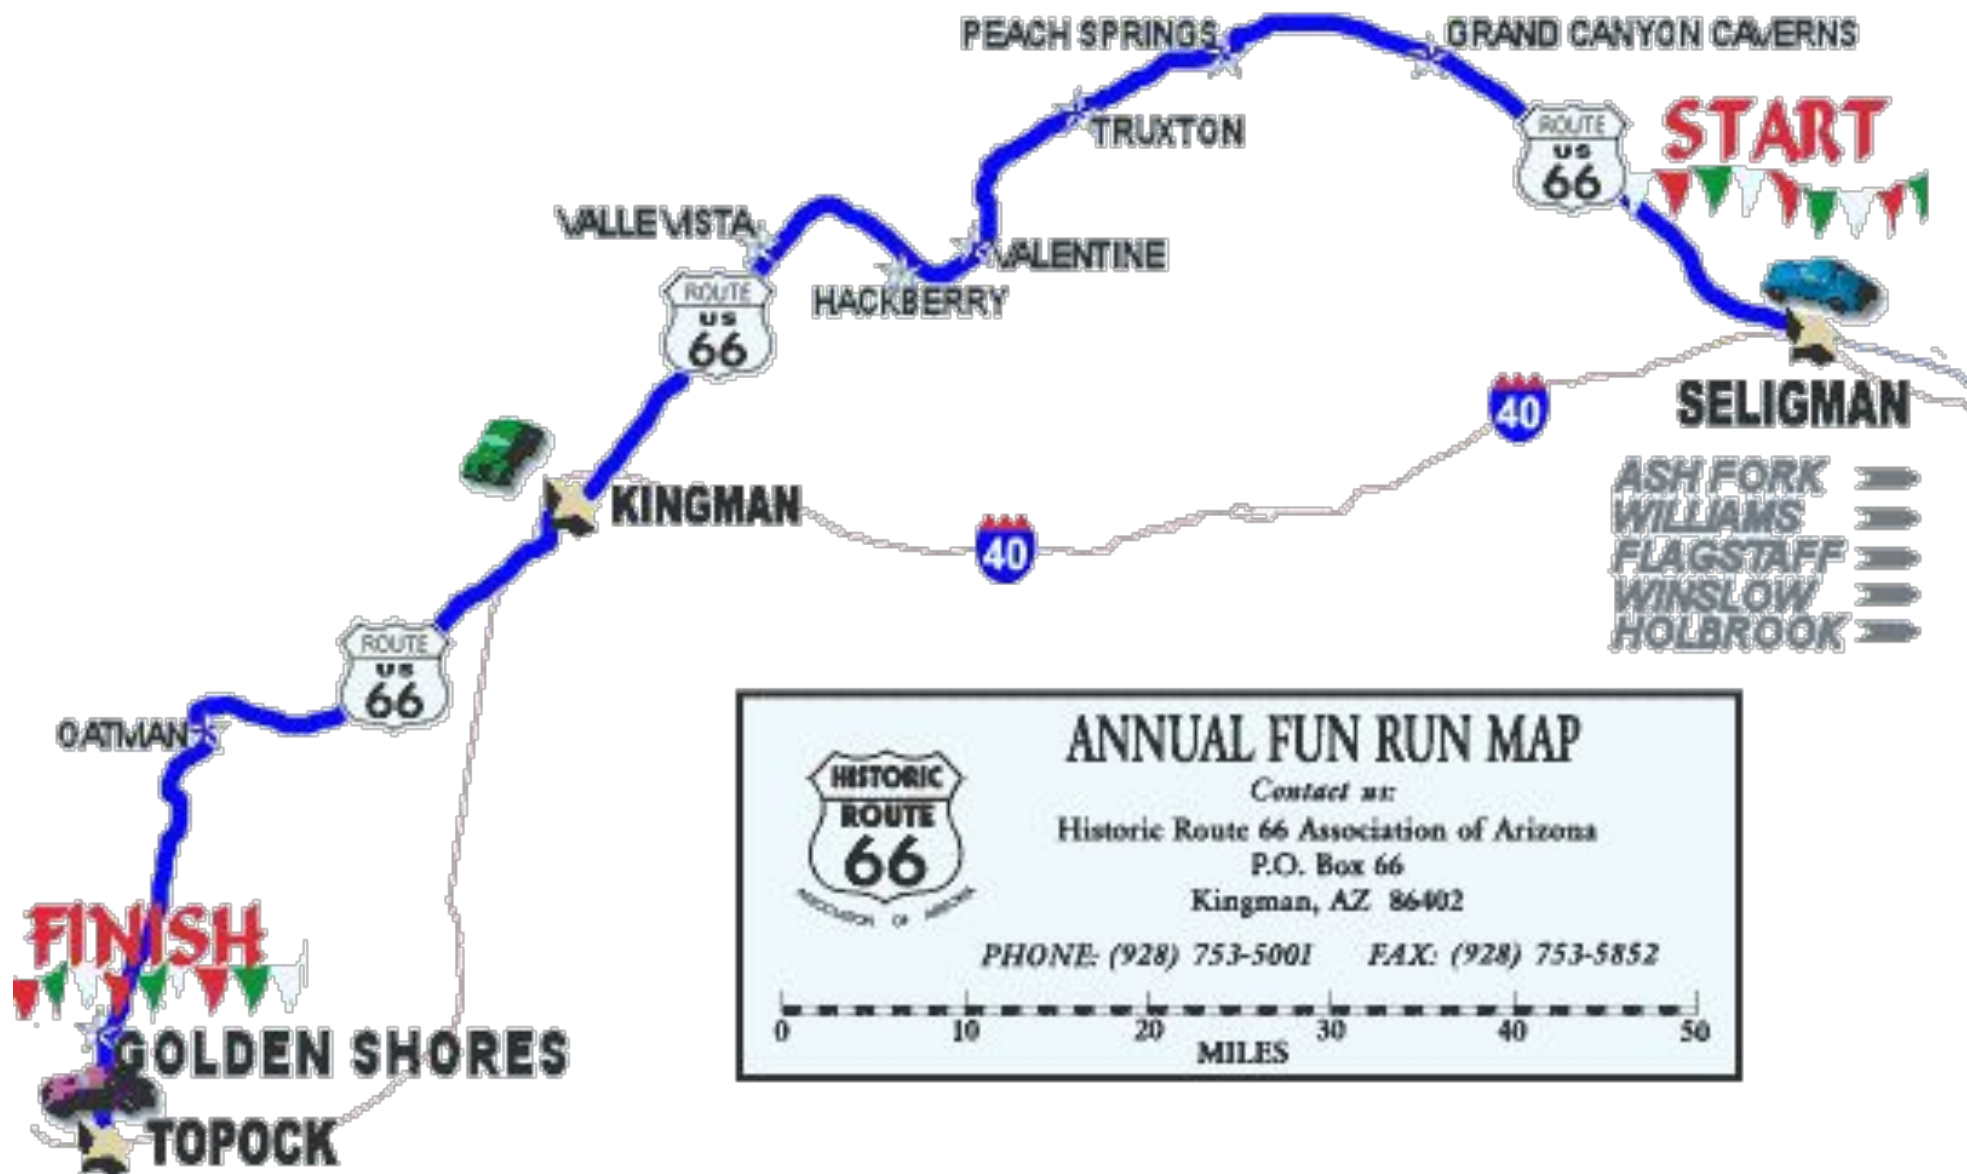 PEACH SPRINGS
GRAND CANYON CAVERNS
TRUXTON
ROUTE
US
66
START
VALLE VISTA
VALENTINE
HACKBERRY
ROUTE
US
66
SELIGMAN
40
KINGMAN
40
ASH FORK
WILLIAMS
FLAGSTAFF
WINSLOW
HOLBROOK
ROUTE
US
66
OATMAN
FINISH
GOLDEN SHORES
TOPOCK
ANNUAL FUN RUN MAP
Contact us:
Historic Route 66 Association of Arizona
P.O. Box 66
Kingman, AZ 86402
PHONE: (928) 753-5001 FAX: (928) 753-5852
HISTORIC
ROUTE
66
ASSOCIATION OF ARIZONA
0 10 20 30 40 50
MILES